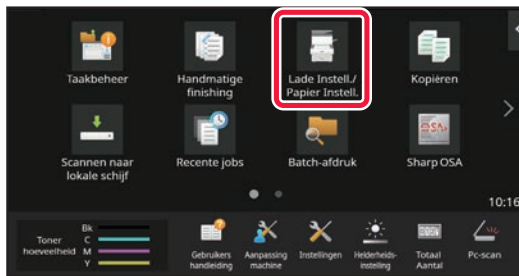 Taakbeheer
Handmatige
finishing
Lade Instell./
Papier Instell.
Kopiëren
Scannen naar
lokale schijf
Recente jobs
Batch-afdruk
Sharp OSA
10:16
Toner
hoeveelheid
Bk
C
M
Y
Gebruikers
handleiding
Aanpassing
machine
Instellingen
Helderheids-
instelling
Totaal
Aantal
Pc-scan